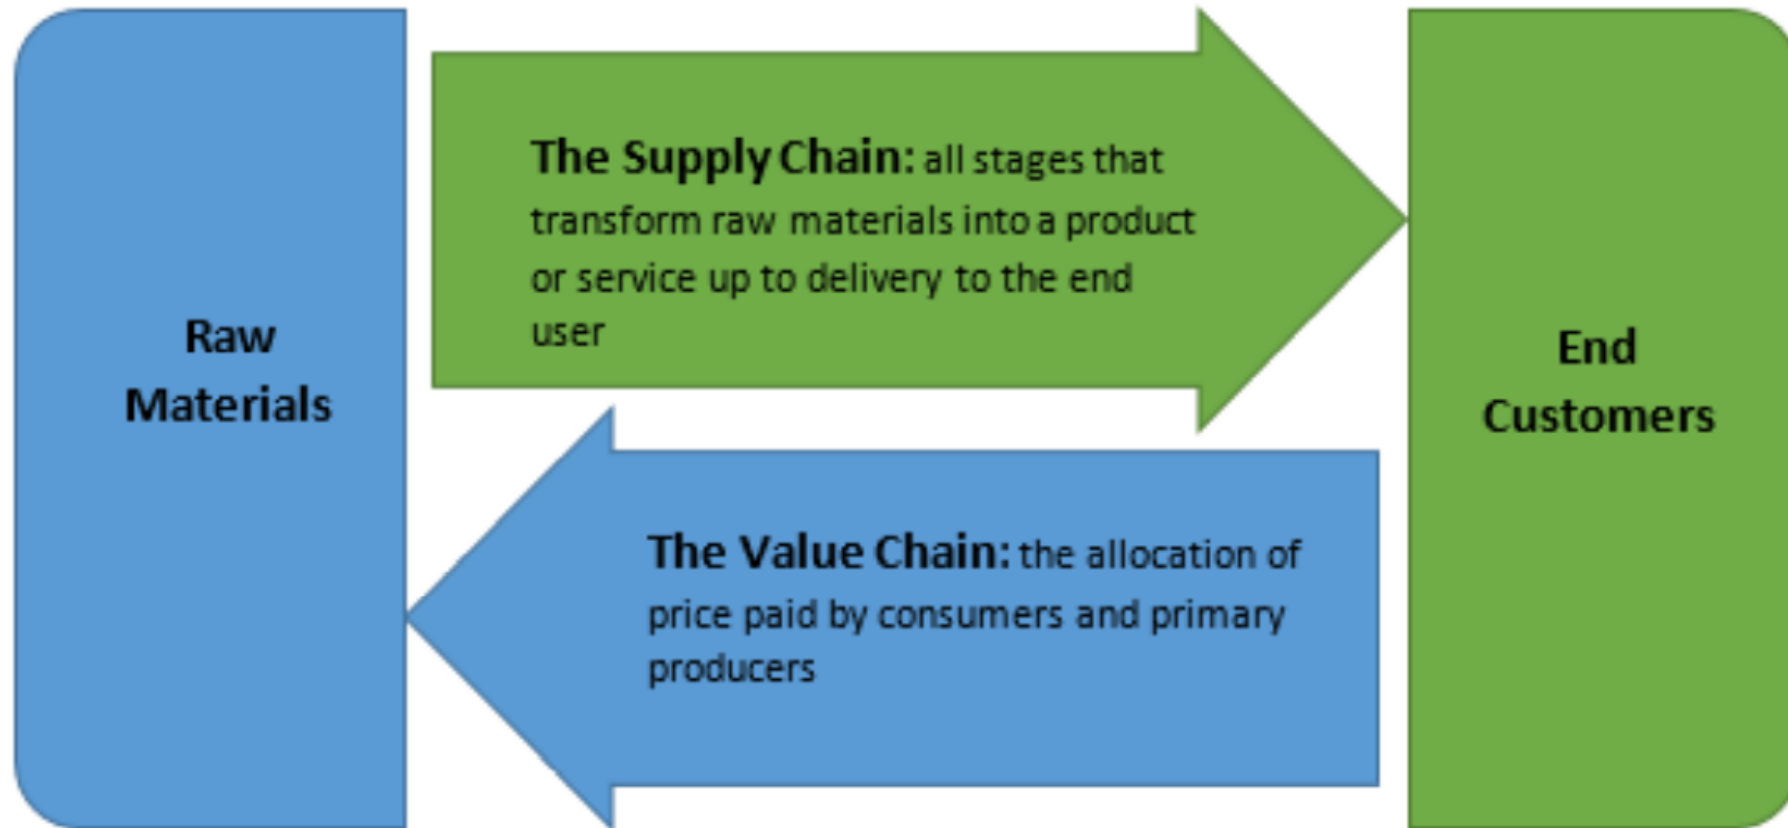 Raw
Materials
The Supply Chain: all stages that
transform raw materials into a product
or service up to delivery to the end
user
The Value Chain: the allocation of
price paid by consumers and primary
producers
End
Customers